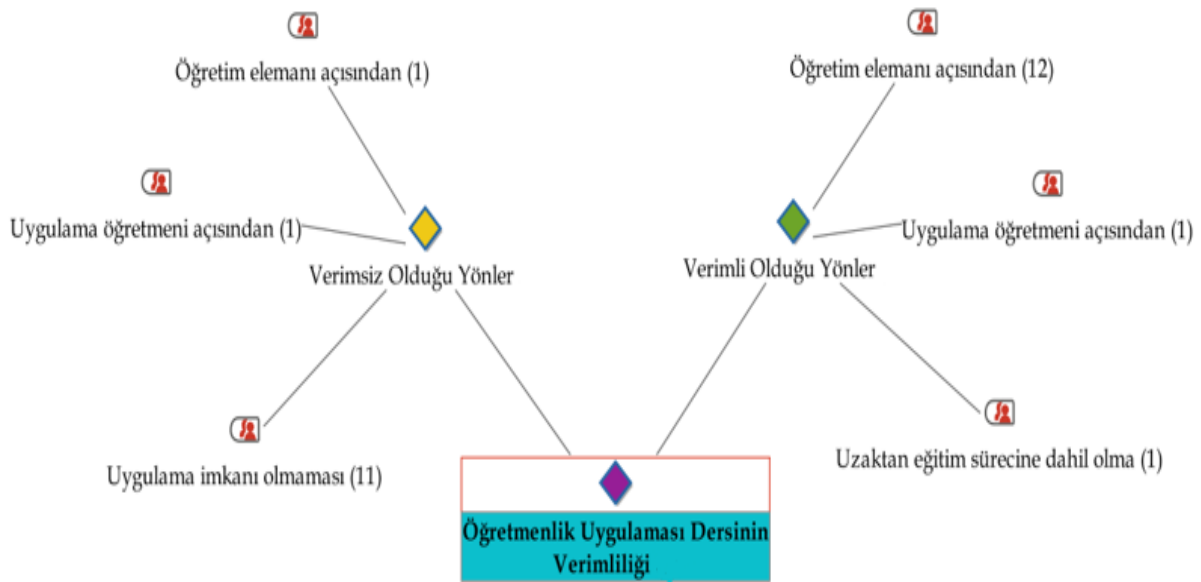 Öğretim elemanı açısından (1)
Öğretim elemanı açısından (12)
Uygulama öğretmeni açısından (1)
Uygulama öğretmeni açısından (1)
Verimsiz Olduğu Yönler
Verimli Olduğu Yönler
Uygulama imkanı olmaması (11)
Uzaktan eğitim sürecine dahil olma (1)
Öğretmenlik Uygulaması Dersinin
Verimliliği